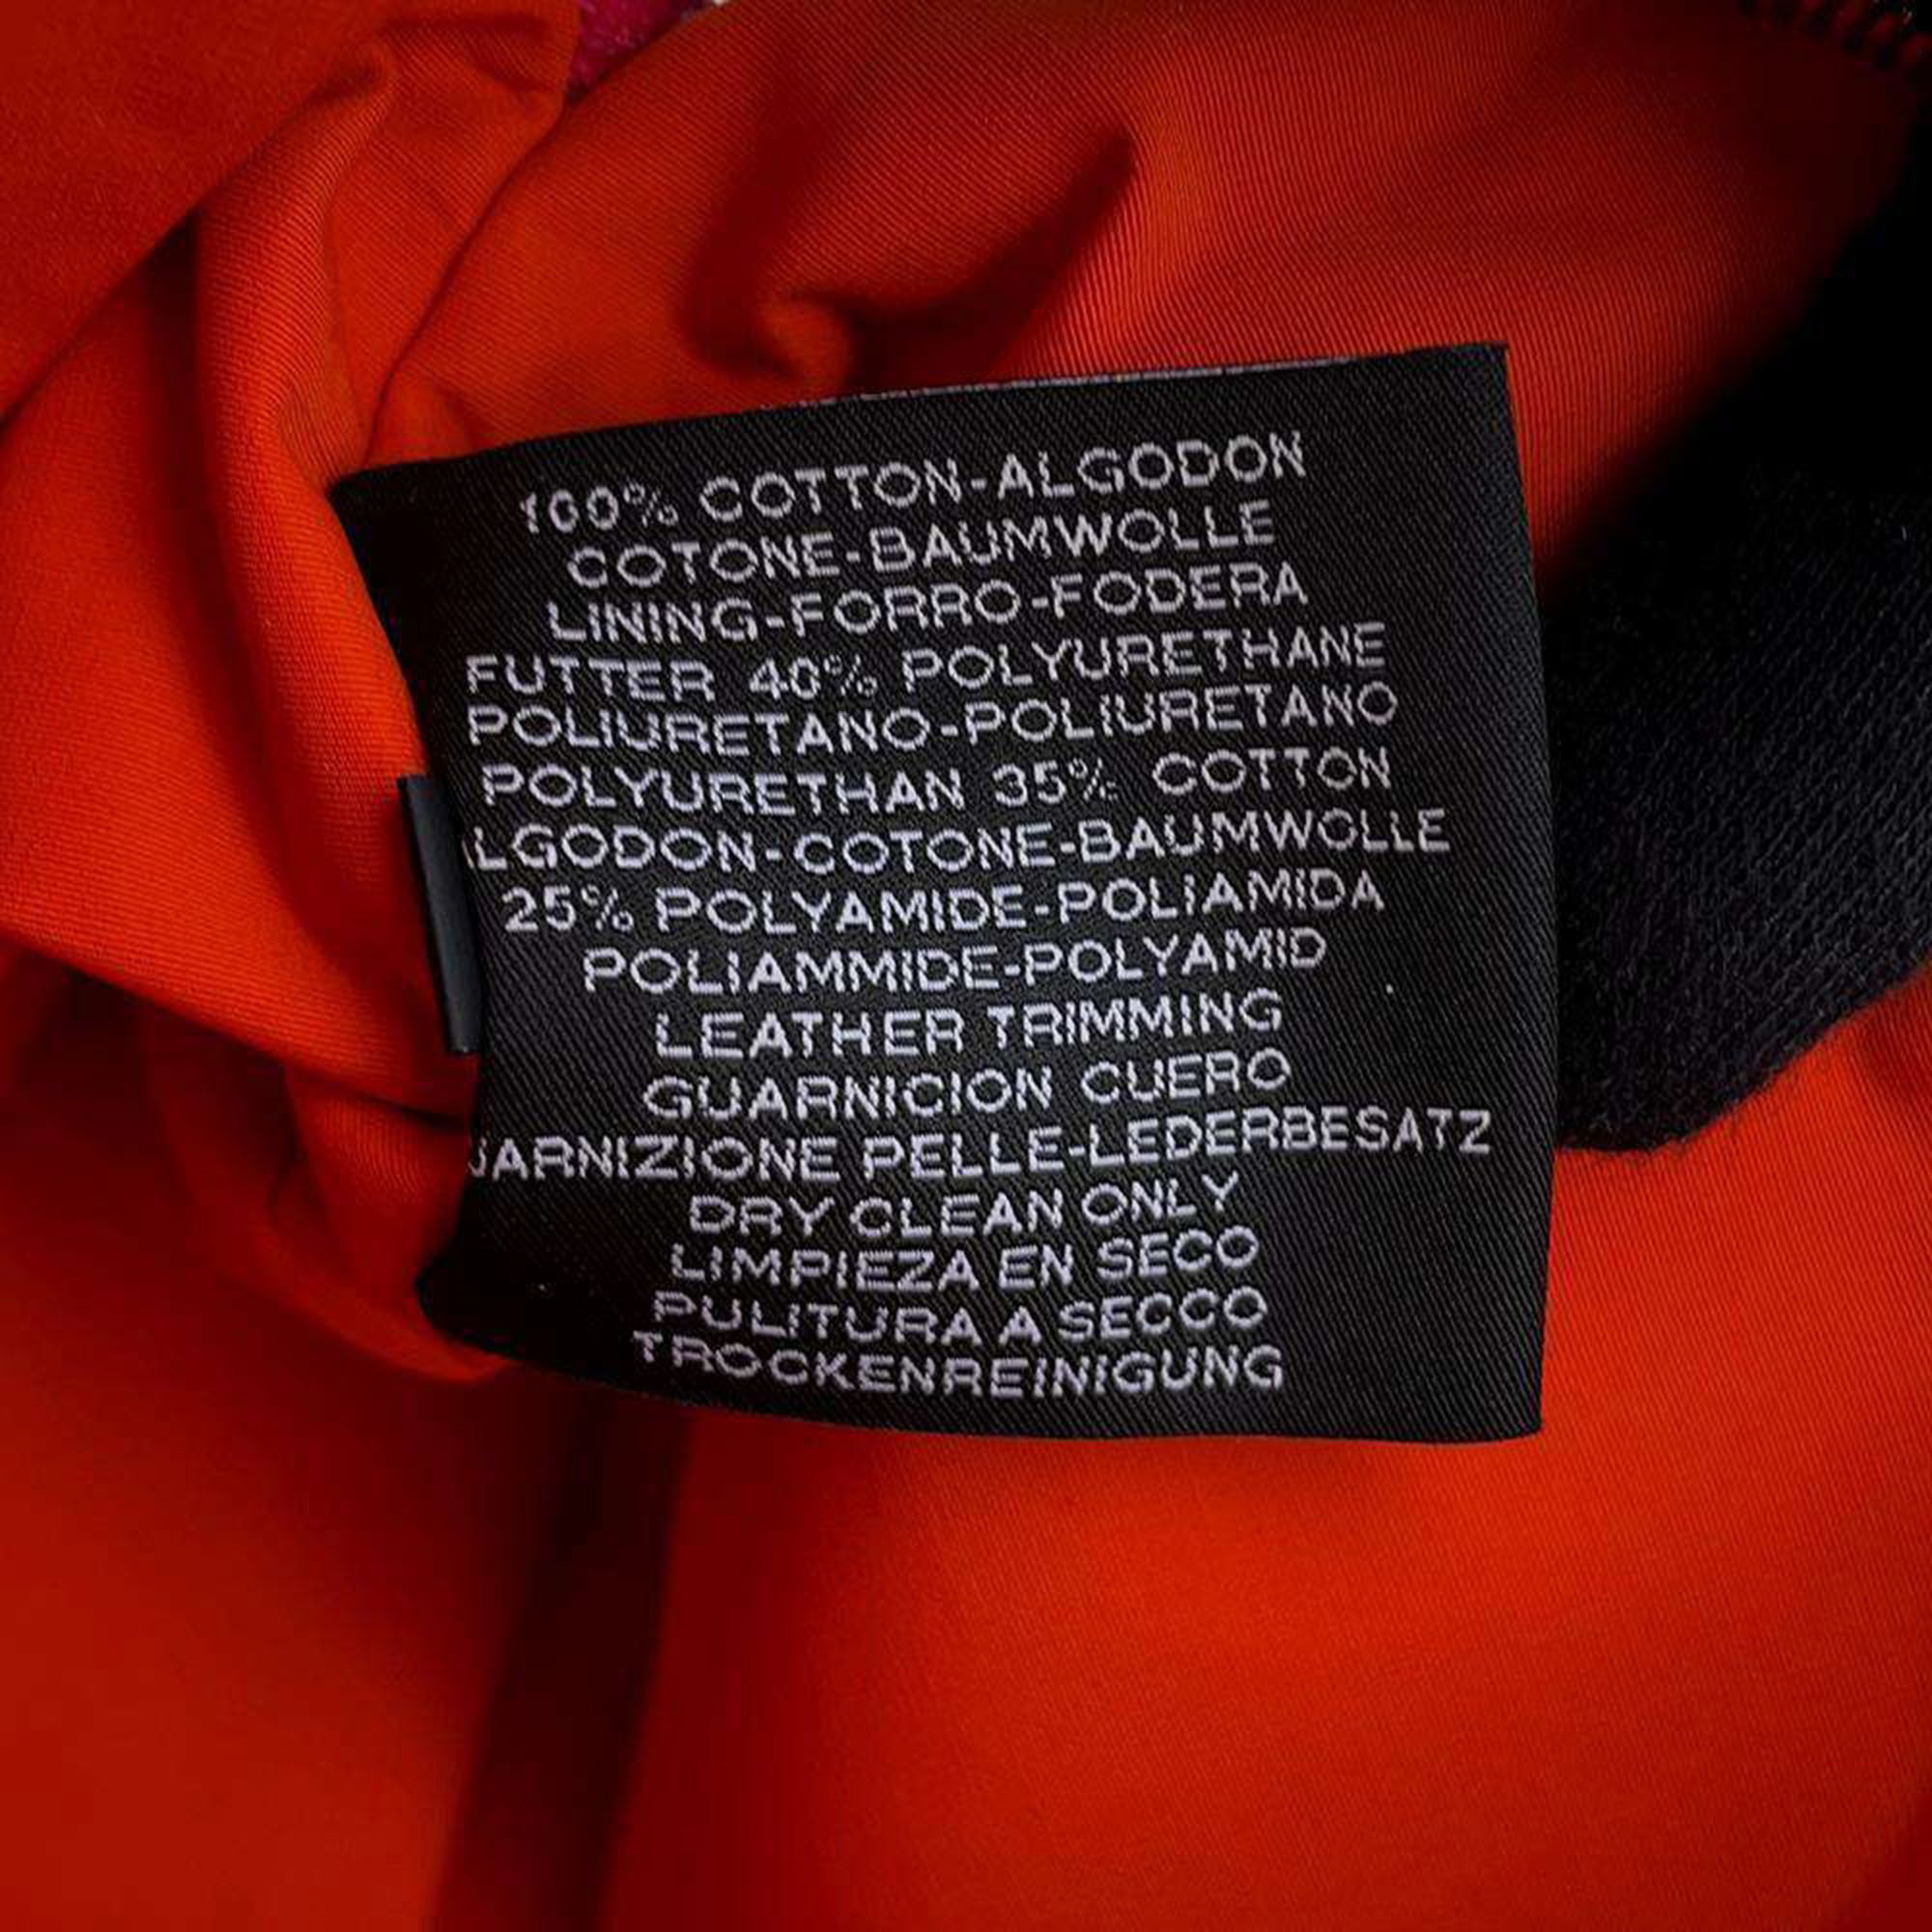 100% COTTON-ALGODON
COTONE-BAUMWOLLE
LINING-FORRO-FODERA
FUTTER 40% POLYURETHANE
POLIURETANO-POLIURETANO
POLYURETHAN 35% COTTON
LGODON-COTONE-BAUMWOLLE
25% POLYAMIDE-POLIAMIDA
POLIAMMIDE-POLYAMID
LEATHER TRIMMING
GUARNICION CUERO
UARNIZIONE PELLE-LEDERBESATZ
DRY CLEAN ONLY
LIMPIEZA EN SECO
PULITURA A SECCO
TROCKENREINIGUNG